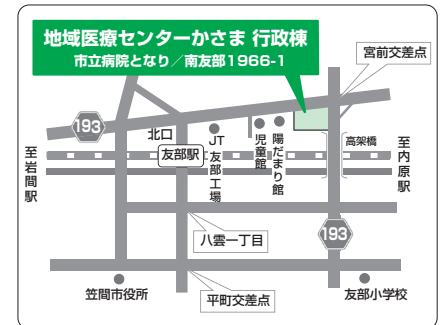 地域医療センターかさま 行政棟
市立病院となり／南友部1966-1
宮前交差点
193
北口
友部駅
JT友部工場
児童館
陽だまり館
高架橋
至岩間駅
至内原駅
八雲一丁目
193
笠間市役所
平町交差点
友部小学校